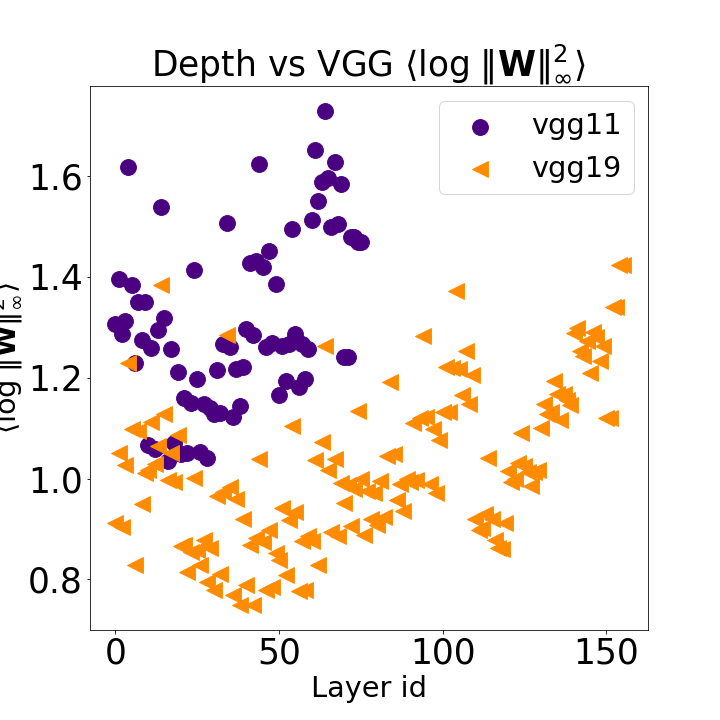 Depth vs VGG ⟨log ‖W‖²∞⟩
vgg11
vgg19
1.6
1.4
1.2
1.0
0.8
⟨log ‖W‖²∞⟩
0 50 100 150
Layer id